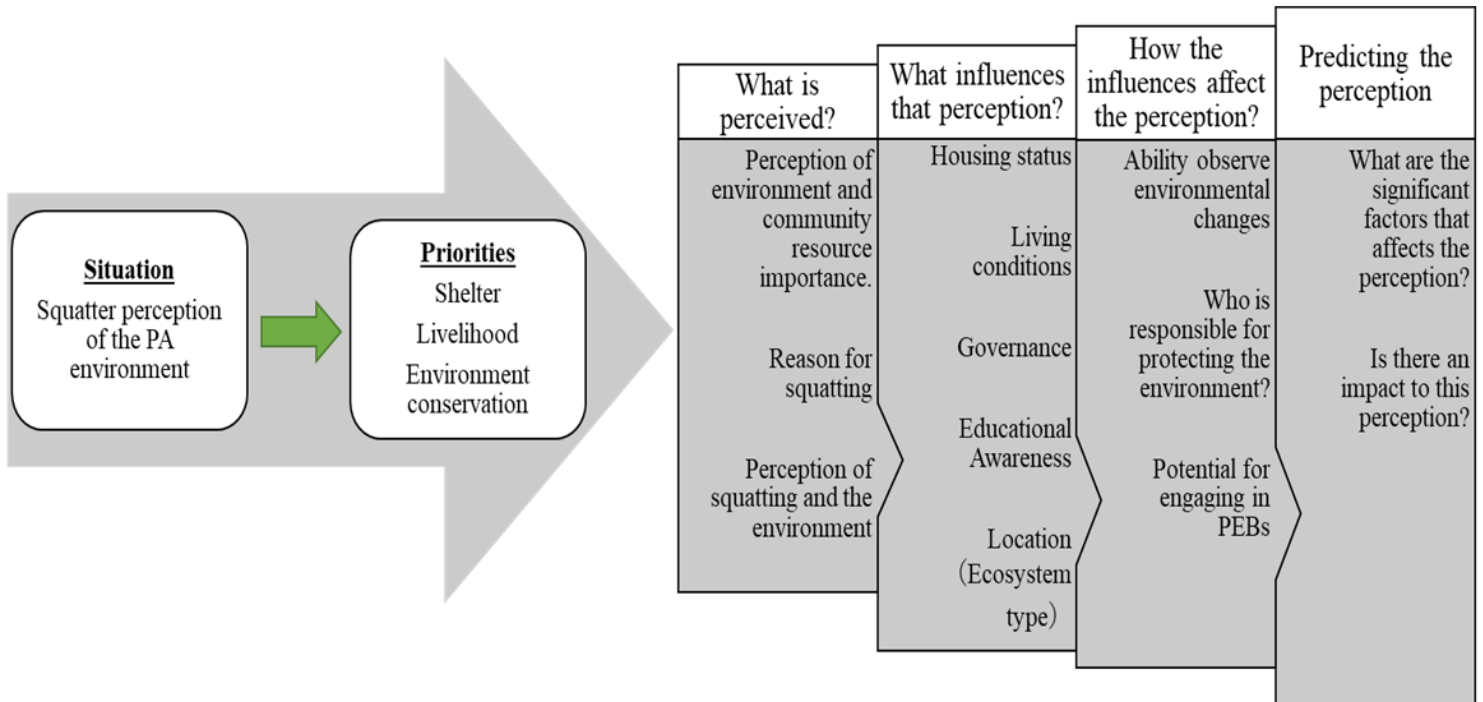 Situation
Squatter perception
of the PA
environment
Priorities
Shelter
Livelihood
Environment
conservation
What is
perceived?
Perception of
environment and
community
resource
importance.
Reason for
squatting
Perception of
squatting and the
environment
What influences
that perception?
Housing status
Living
conditions
Governance
Educational
Awareness
Location
（Ecosystem
type）
How the
influences affect
the perception?
Ability observe
environmental
changes
Who is
responsible for
protecting the
environment?
Potential for
engaging in
PEBs
Predicting the
perception
What are the
significant
factors that
affects the
perception?
Is there an
impact to this
perception?